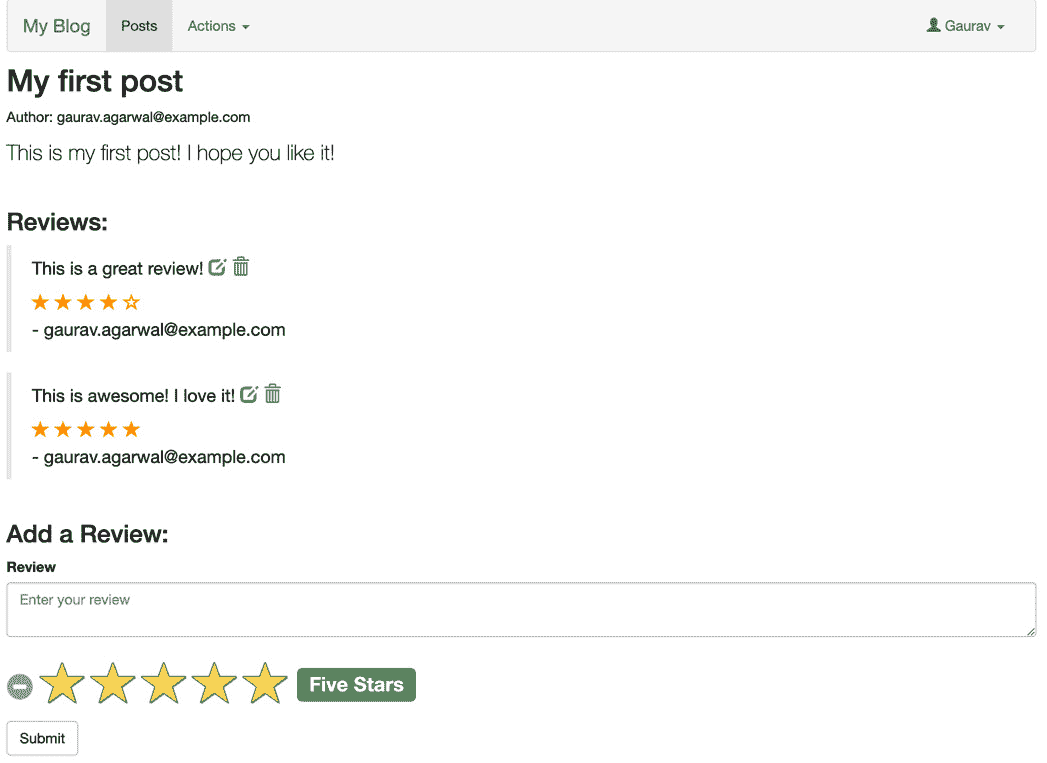 My Blog Posts Actions Gaurav
My first post
Author: gaurav.agarwal@example.com
This is my first post! I hope you like it!
Reviews:
This is a great review!
- gaurav.agarwal@example.com
This is awesome! I love it!
- gaurav.agarwal@example.com
Add a Review:
Review
Enter your review
Five Stars
Submit